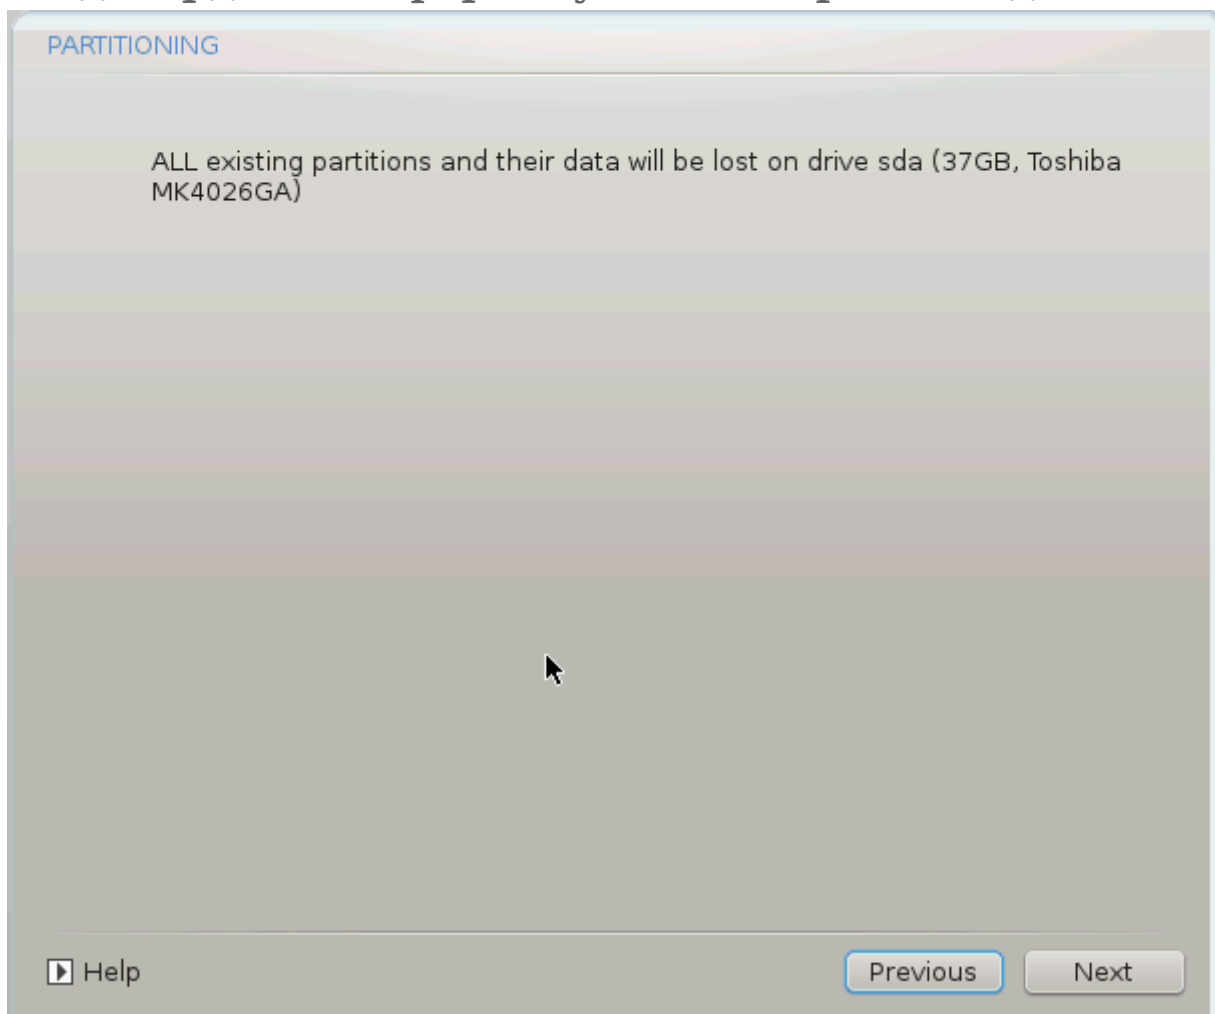 PARTITIONING
ALL existing partitions and their data will be lost on drive sda (37GB, Toshiba
MK4026GA)
Help
Previous
Next